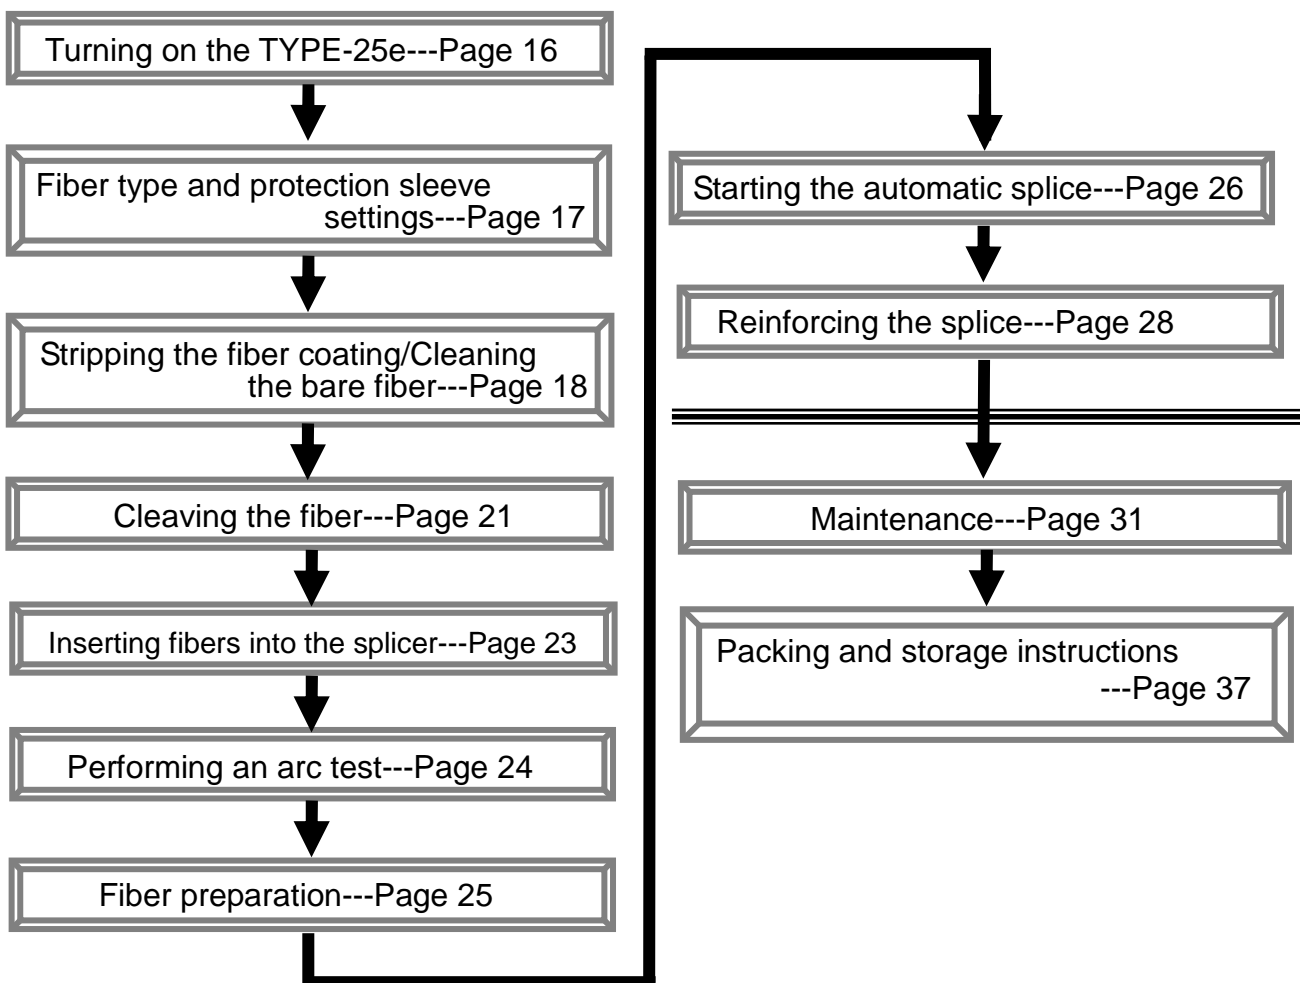 Turning on the TYPE-25e---Page 16
Fiber type and protection sleeve
settings---Page 17
Stripping the fiber coating/Cleaning
the bare fiber---Page 18
Cleaving the fiber---Page 21
Inserting fibers into the splicer---Page 23
Performing an arc test---Page 24
Fiber preparation---Page 25
Starting the automatic splice---Page 26
Reinforcing the splice---Page 28
Maintenance---Page 31
Packing and storage instructions
---Page 37